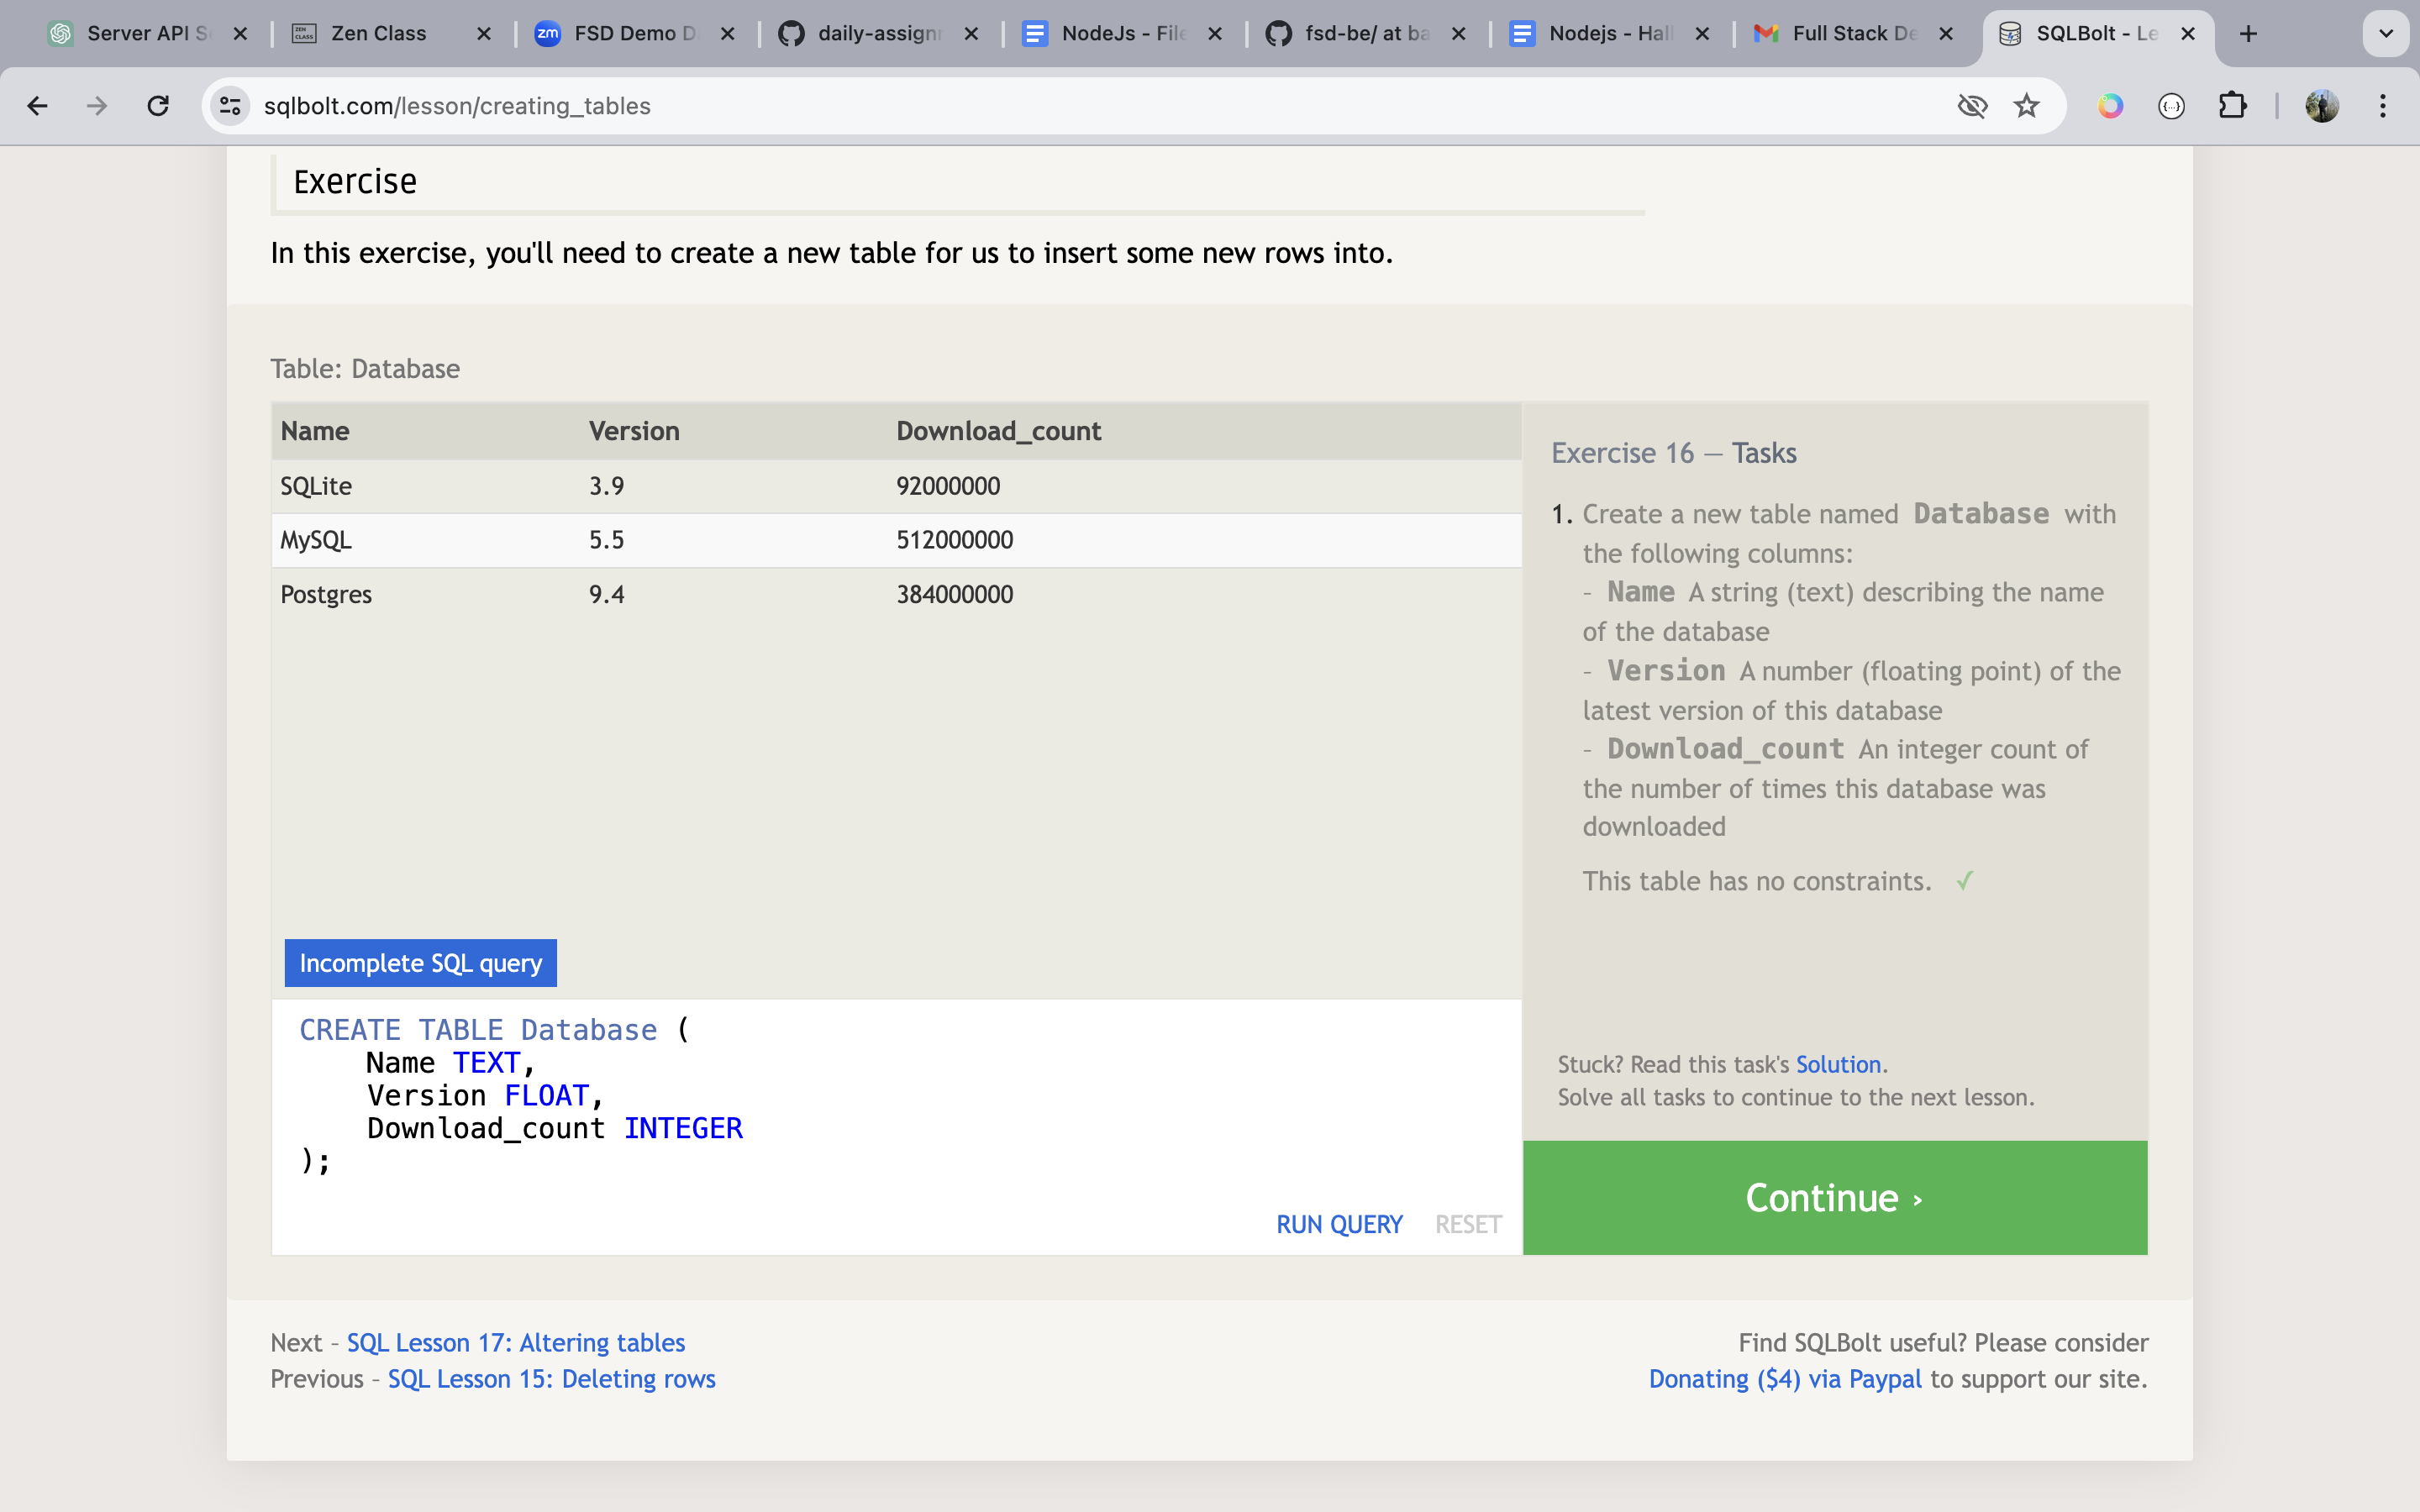 Server API S
Zen Class
FSD Demo D
daily-assignm
NodeJs - File
fsd-be/ at ba
Nodejs - Hall
Full Stack De
SQLBolt - Le
sqlbolt.com/lesson/creating_tables
Exercise
In this exercise, you'll need to create a new table for us to insert some new rows into.
Table: Database
Name Version Download_count
SQLite 3.9 92000000
MySQL 5.5 512000000
Postgres 9.4 384000000
Incomplete SQL query
CREATE TABLE Database (
Name TEXT,
Version FLOAT,
Download_count INTEGER
);
RUN QUERY RESET
Exercise 16 — Tasks
1. Create a new table named Database with
the following columns:
– Name A string (text) describing the name
of the database
– Version A number (floating point) of the
latest version of this database
– Download_count An integer count of
the number of times this database was
downloaded
This table has no constraints. ✓
Stuck? Read this task's Solution.
Solve all tasks to continue to the next lesson.
Continue ›
Next – SQL Lesson 17: Altering tables
Previous – SQL Lesson 15: Deleting rows
Find SQLBolt useful? Please consider
Donating ($4) via Paypal to support our site.